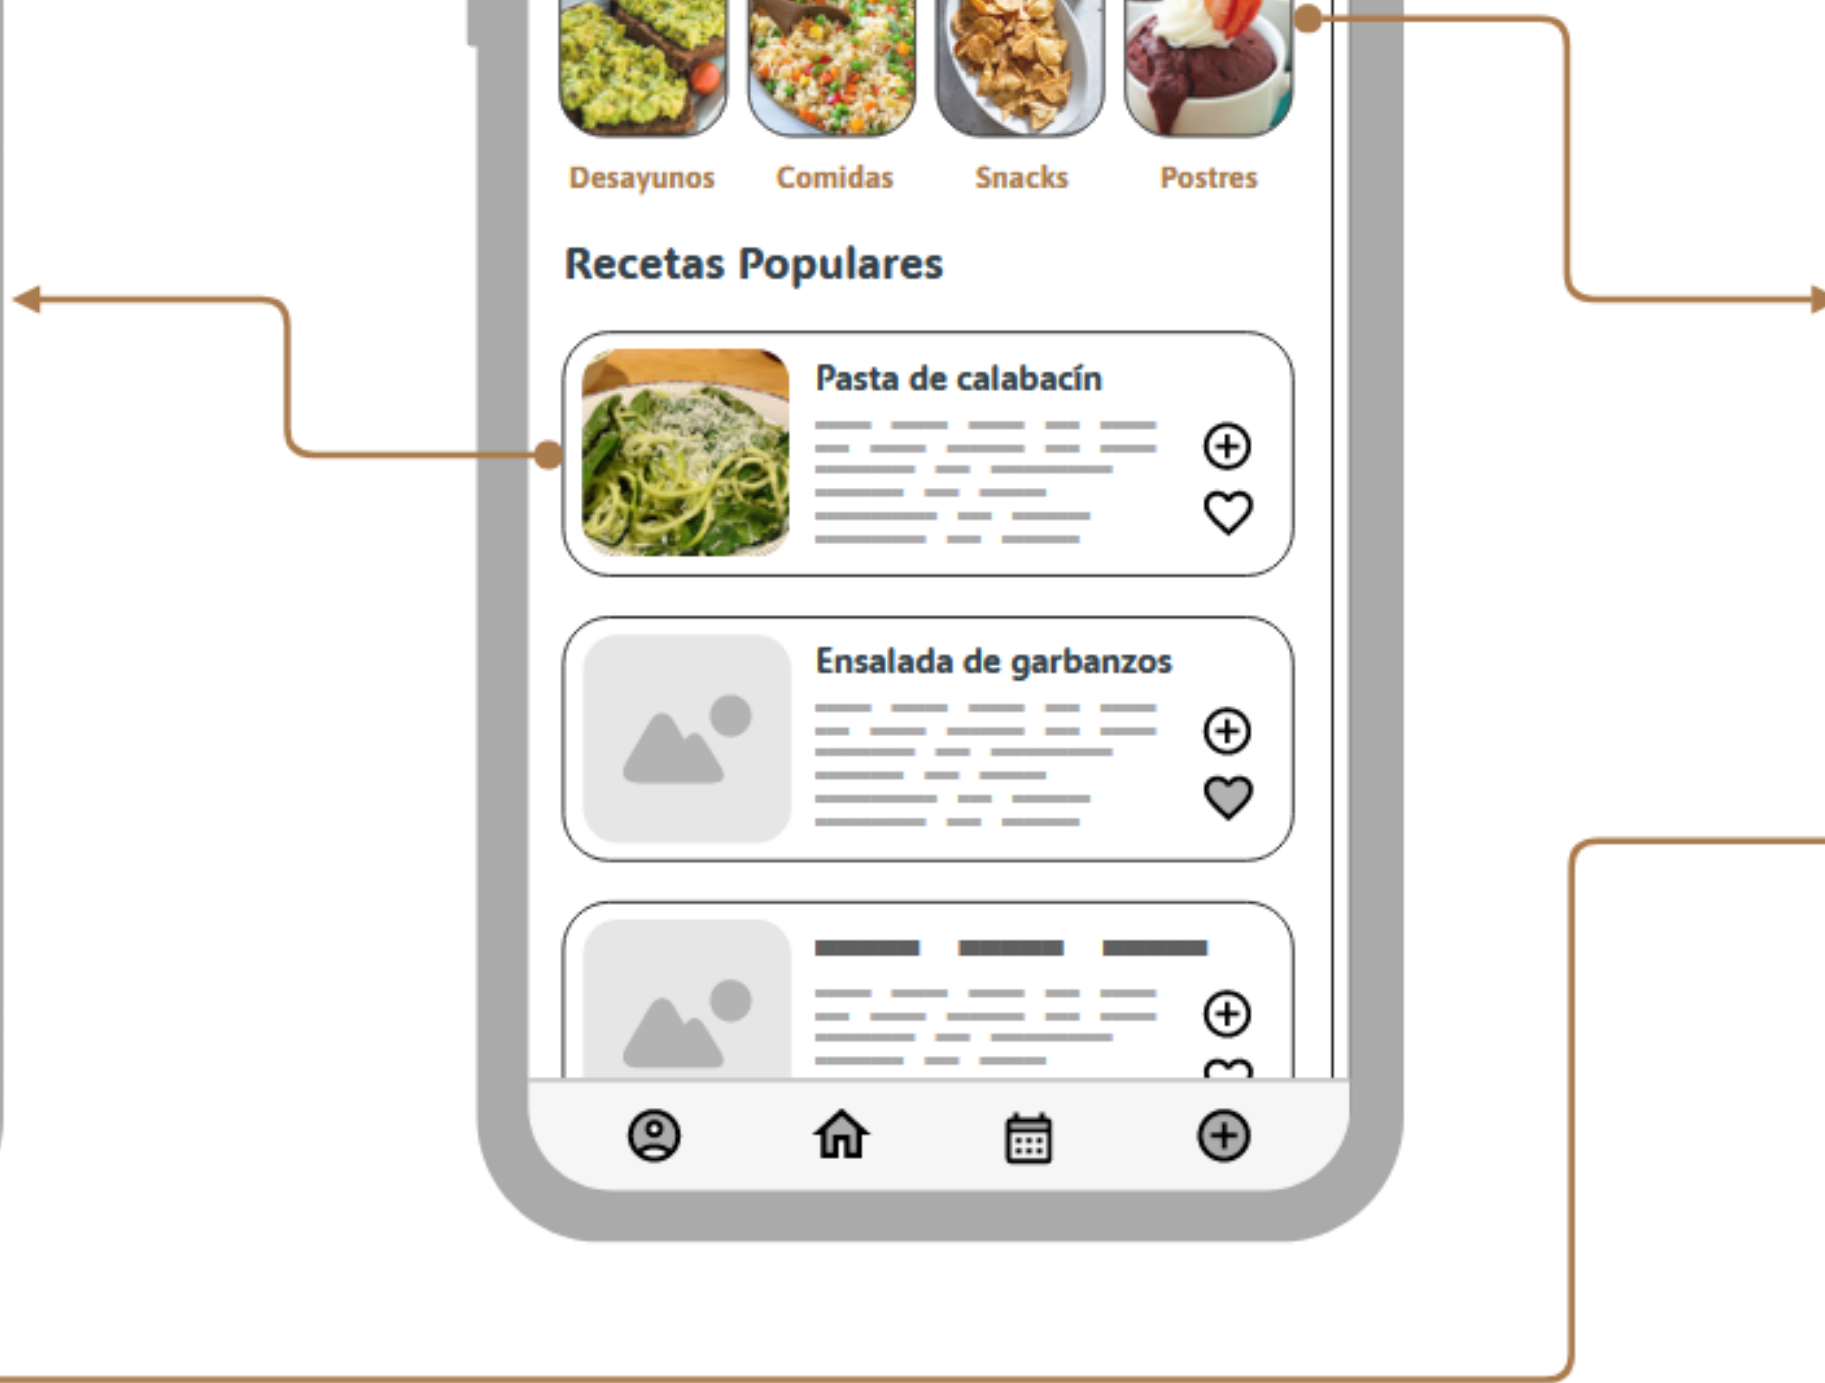 Desayunos Comidas Snacks Postres
Recetas Populares
Pasta de calabacín
Ensalada de garbanzos